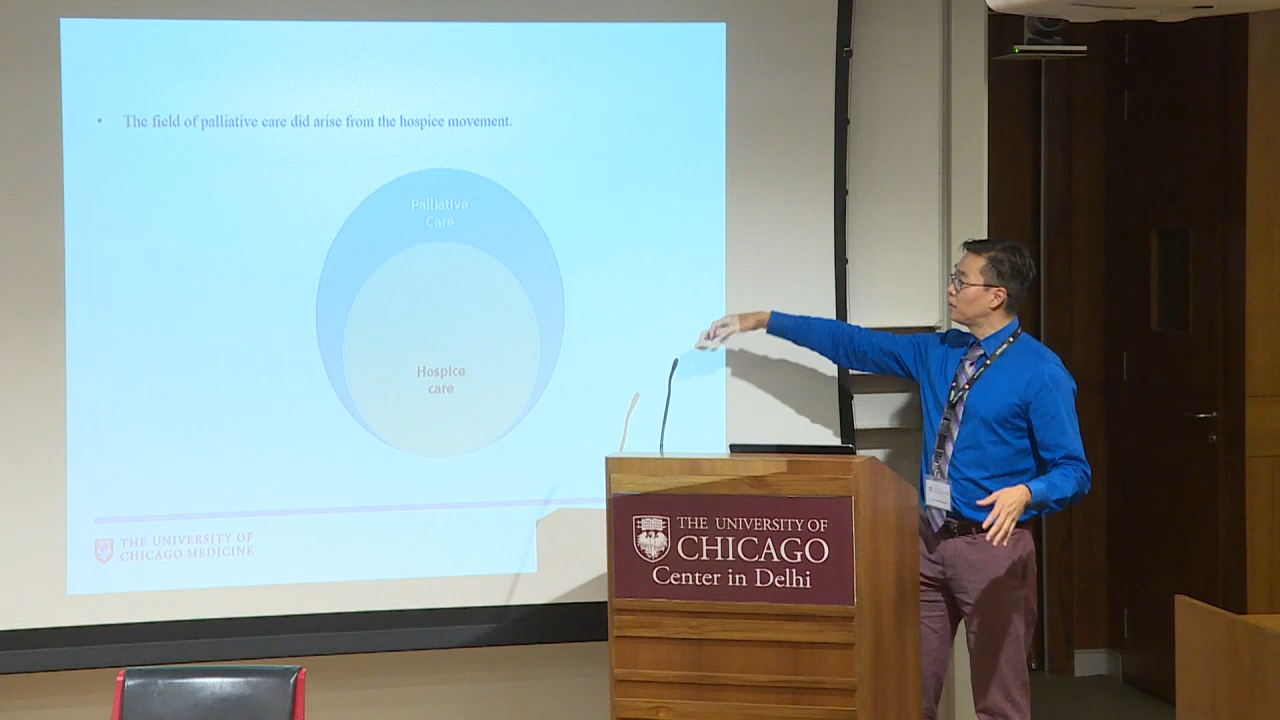 • The field of palliative care did arise from the hospice movement.
Palliative
Care
Hospice
care
THE UNIVERSITY OF
CHICAGO MEDICINE
THE UNIVERSITY OF
CHICAGO
Center in Delhi